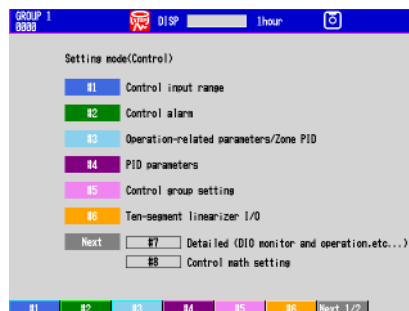 GROUP 1
0000
DISP
1hour
Setting mode(Control)
#1 Control input range
#2 Control alarm
#3 Operation-related parameters/Zone PID
#4 PID parameters
#5 Control group setting
#6 Ten-segment linearizer I/O
Next #7 Detailed (DIO monitor and operation.etc...)
#8 Control math setting
#1 #2 #3 #4 #5 #6 Next 1/2